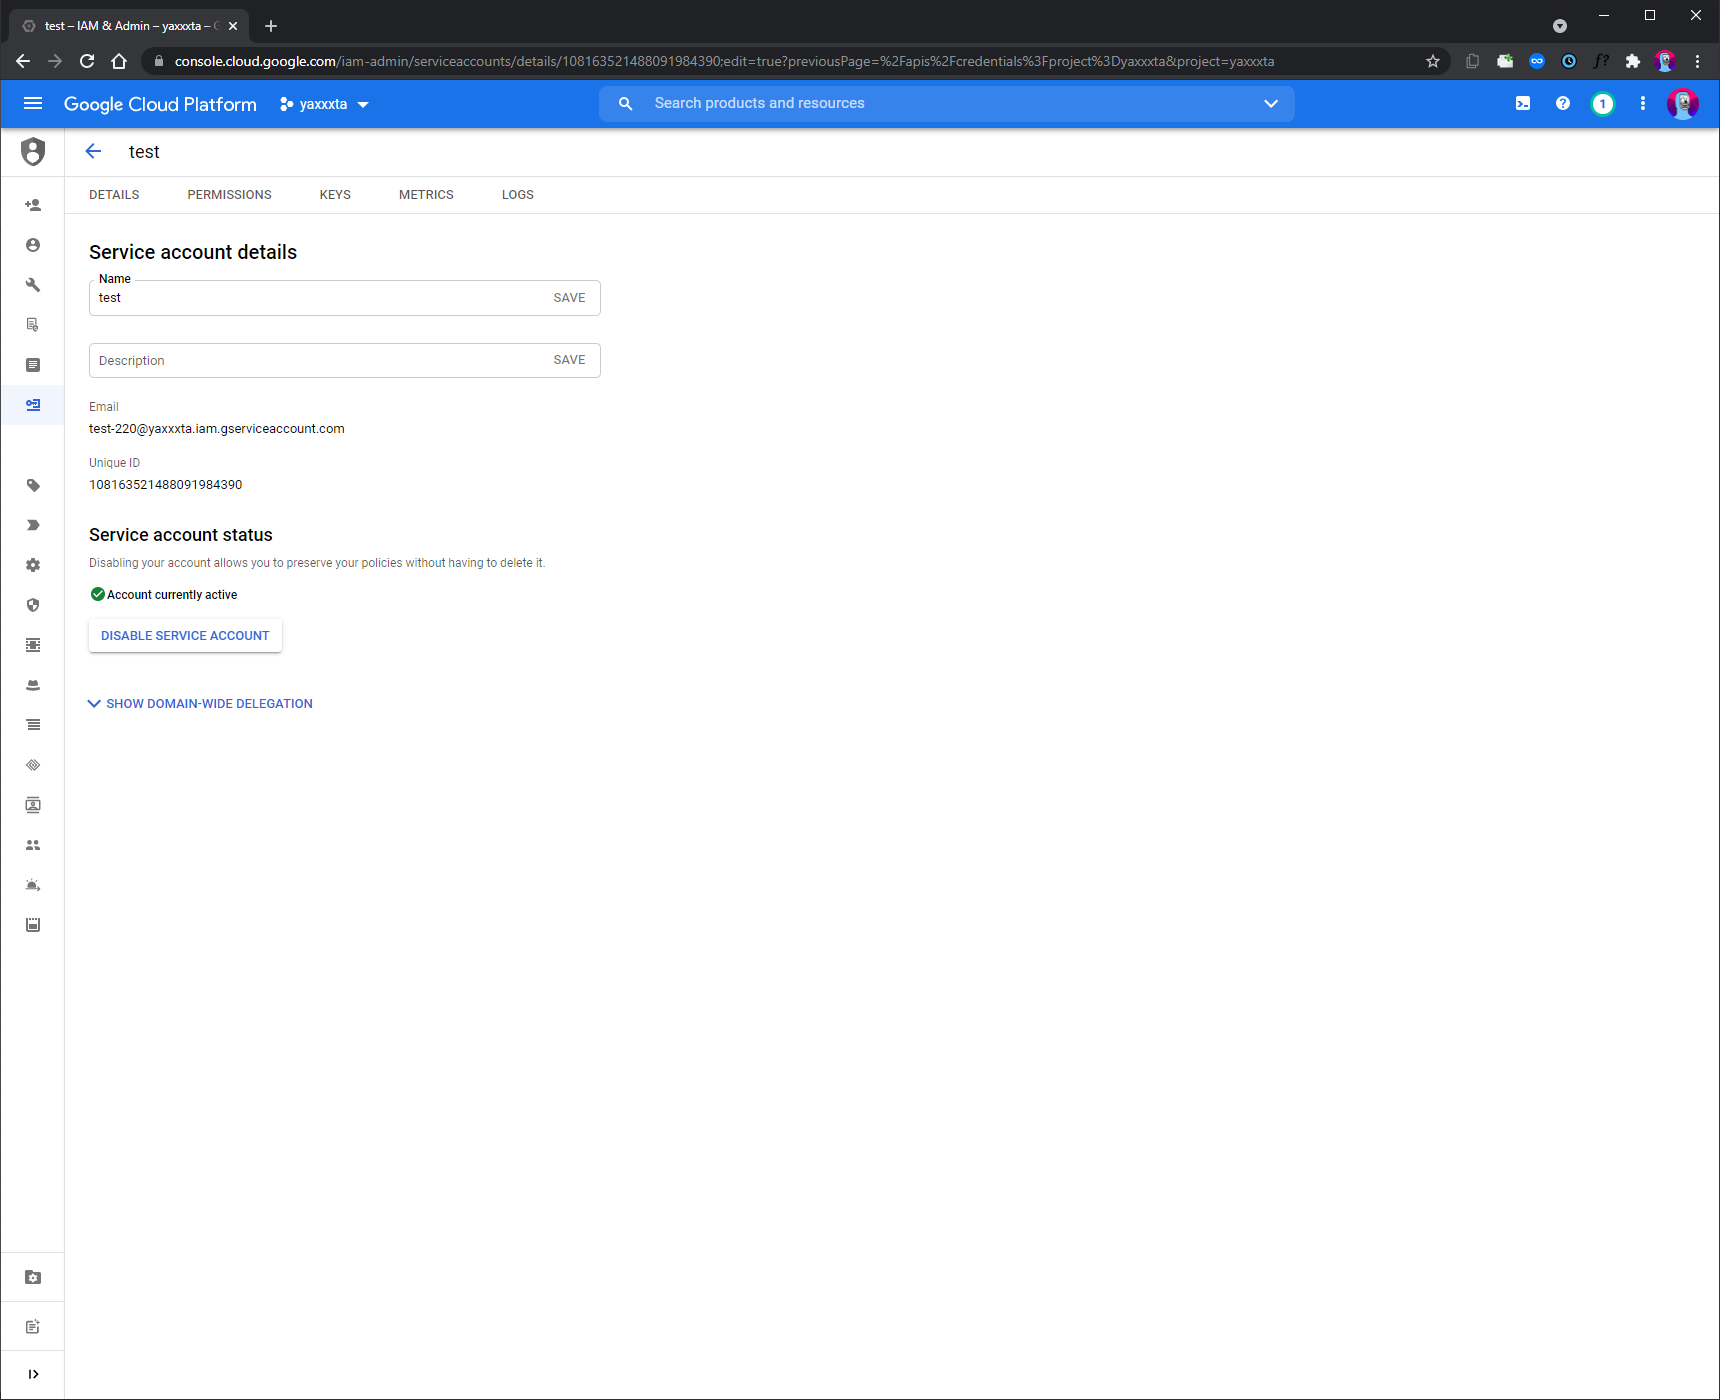 test – IAM & Admin – yaxxxta –
console.cloud.google.com/iam-admin/serviceaccounts/details/108163521488091984390;edit=true?previousPage=%2Fapis%2Fcredentials%3Fproject%3Dyaxxxta&project=yaxxxta
f?
Google Cloud Platform yaxxxta Search products and resources 1
test
DETAILS PERMISSIONS KEYS METRICS LOGS
Service account details
Name
test SAVE
Description SAVE
Email
test-220@yaxxxta.iam.gserviceaccount.com
Unique ID
108163521488091984390
Service account status
Disabling your account allows you to preserve your policies without having to delete it.
Account currently active
DISABLE SERVICE ACCOUNT
SHOW DOMAIN-WIDE DELEGATION